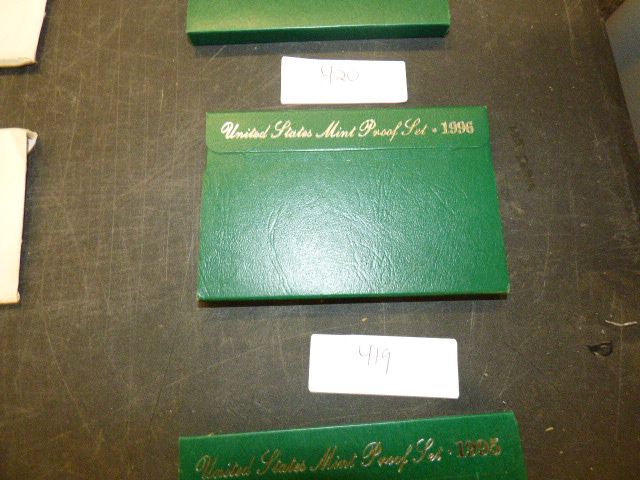 420
United States Mint Proof Set • 1996
419
United States Mint Proof Set • 1995